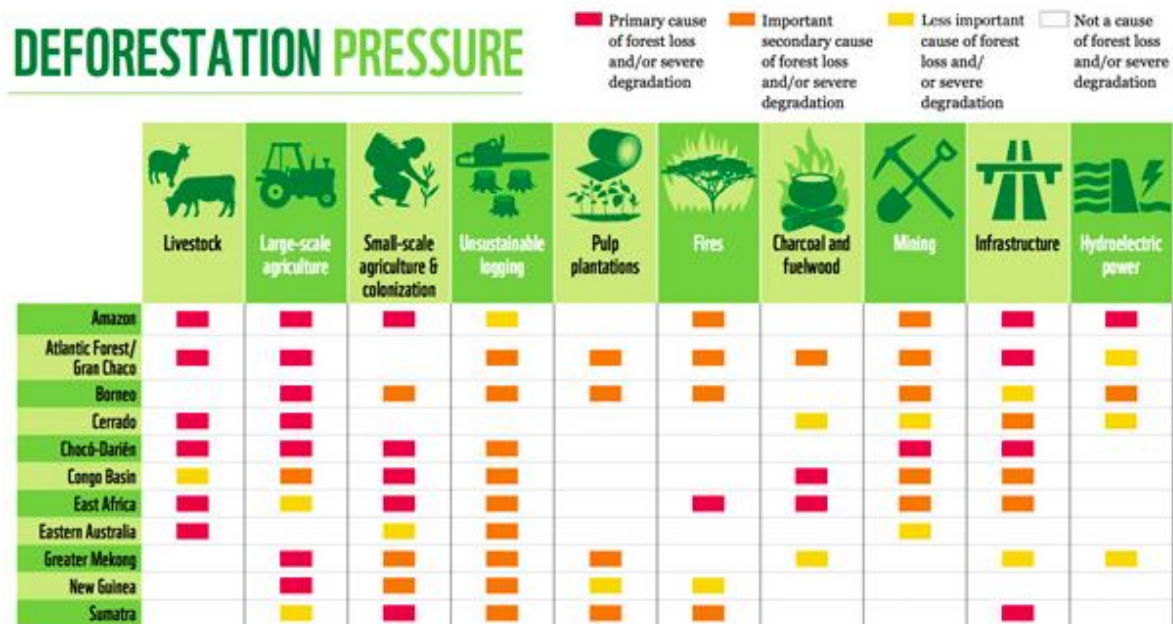 DEFORESTATION PRESSURE
Primary cause
of forest loss
and/or severe
degradation
Important
secondary cause
of forest loss
and/or severe
degradation
Less important
cause of forest
loss and/
or severe
degradation
Not a cause
of forest loss
and/or severe
degradation
Livestock
Large-scale
agriculture
Small-scale
agriculture &
colonization
Unsustainable
logging
Pulp
plantations
Fires
Charcoal and
fuelwood
Mining
Infrastructure
Hydroelectric
power
Amazon
Atlantic Forest/
Gran Chaco
Borneo
Cerrado
Chocó-Darién
Congo Basin
East Africa
Eastern Australia
Greater Mekong
New Guinea
Sumatra